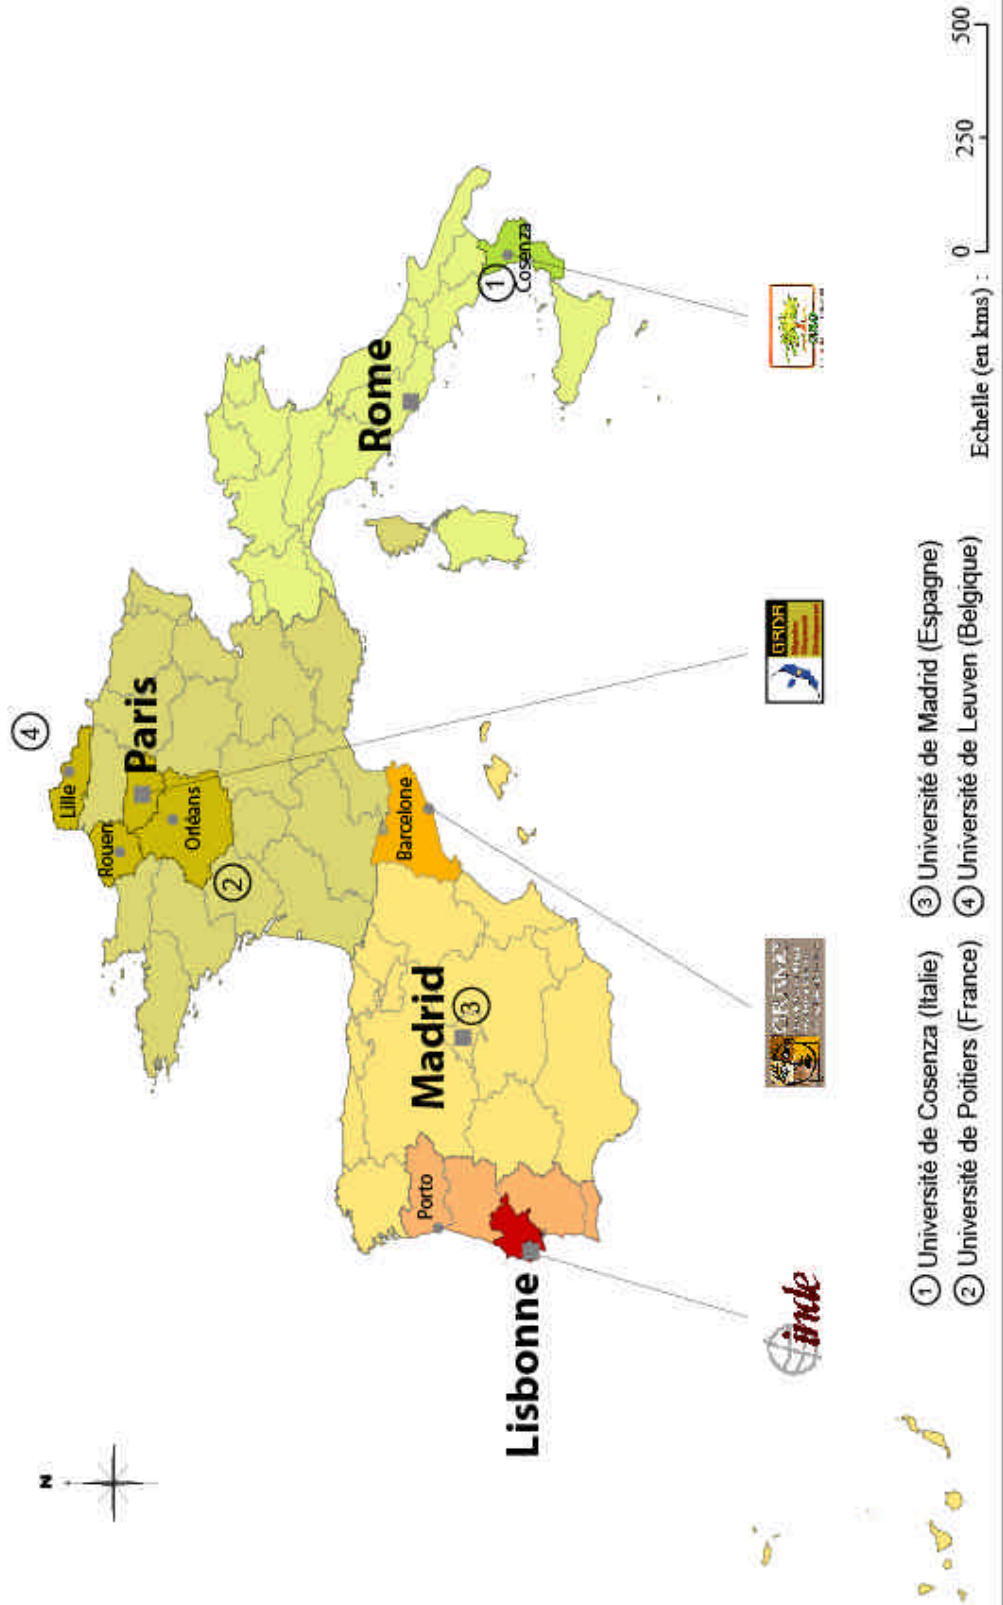 N
4
Lille
Rouen
Paris
Orléans
2
Barcelone
Madrid
3
Porto
Lisbonne
Rome
1
Cosenza
inde
GRAMC
GRDR
1 Université de Cosenza (Italie)
2 Université de Poitiers (France)
3 Université de Madrid (Espagne)
4 Université de Leuven (Belgique)
Echelle (en kms) :
0 250 500